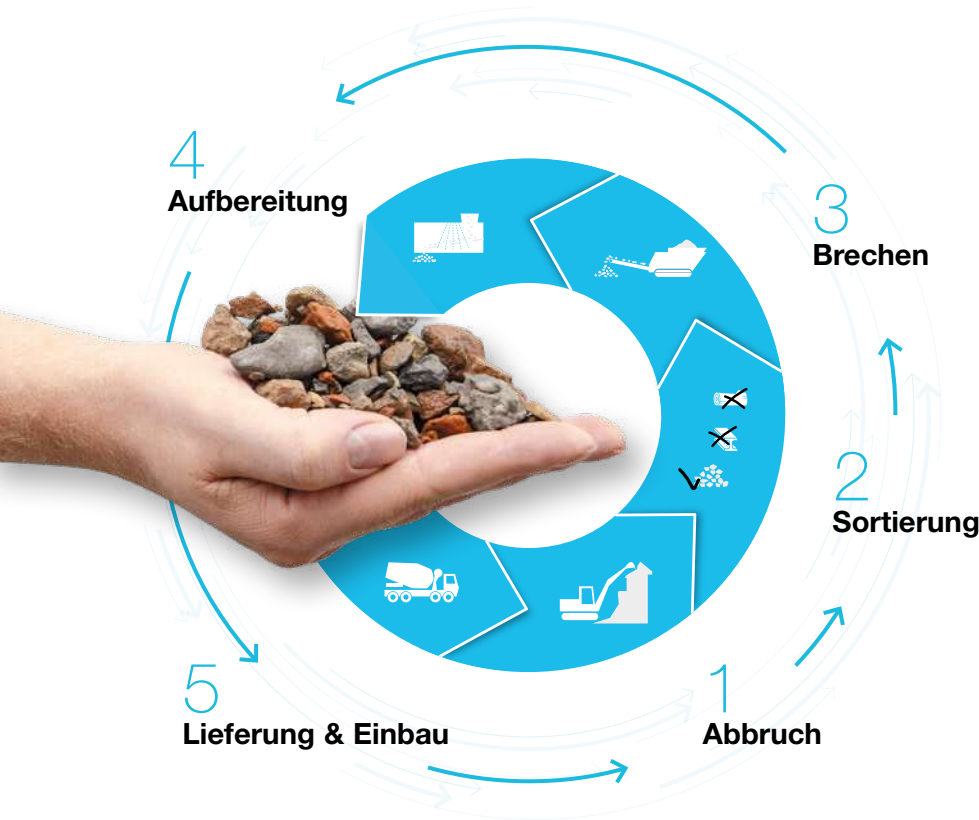 4
Aufbereitung
3
Brechen
2
Sortierung
5
Lieferung & Einbau
1
Abbruch